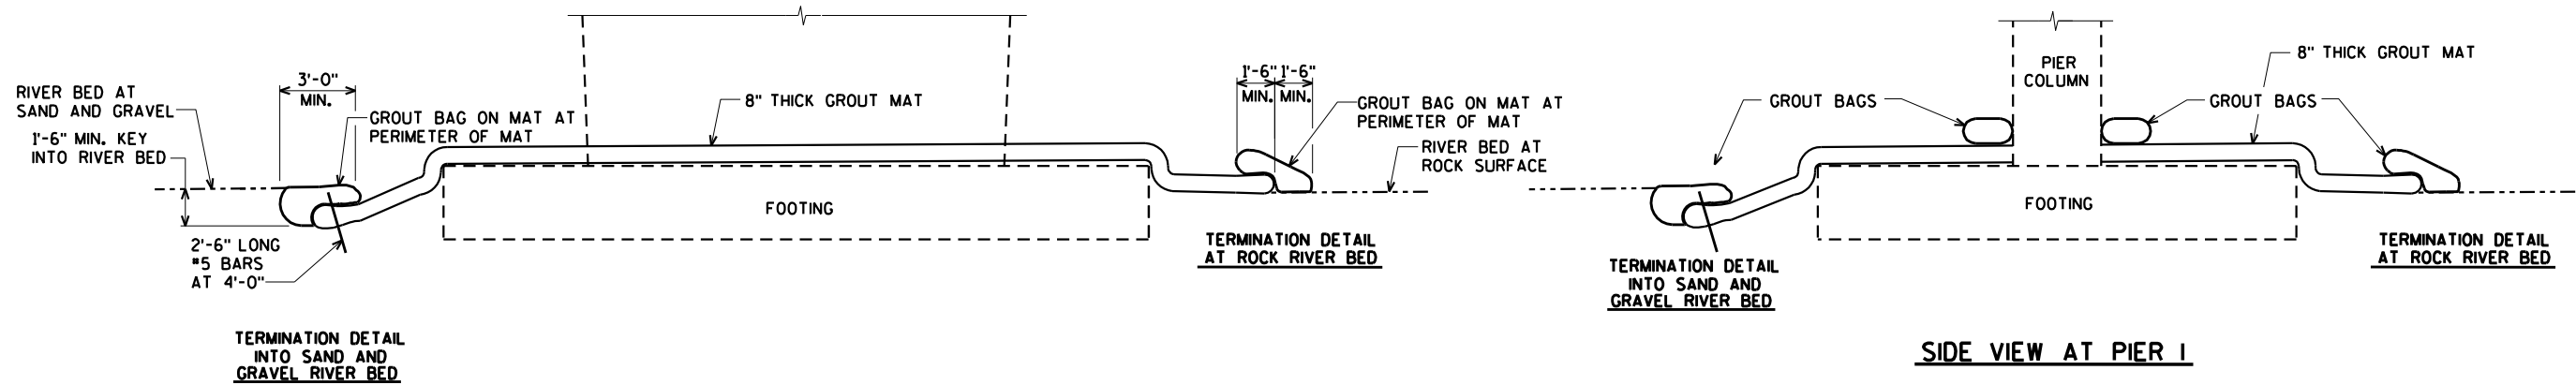 RIVER BED AT
SAND AND GRAVEL
1'-6" MIN. KEY
INTO RIVER BED
3'-0"
MIN.
GROUT BAG ON MAT AT
PERIMETER OF MAT
2'-6" LONG
#5 BARS
AT 4'-0"
TERMINATION DETAIL
INTO SAND AND
GRAVEL RIVER BED
8" THICK GROUT MAT
FOOTING
1'-6" 1'-6"
MIN. MIN.
GROUT BAG ON MAT AT
PERIMETER OF MAT
RIVER BED AT
ROCK SURFACE
TERMINATION DETAIL
AT ROCK RIVER BED
GROUT BAGS
PIER
COLUMN
8" THICK GROUT MAT
GROUT BAGS
FOOTING
TERMINATION DETAIL
INTO SAND AND
GRAVEL RIVER BED
TERMINATION DETAIL
AT ROCK RIVER BED
SIDE VIEW AT PIER 1